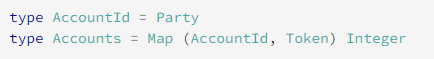 type AccountId = Party
type Accounts = Map (AccountId, Token) Integer